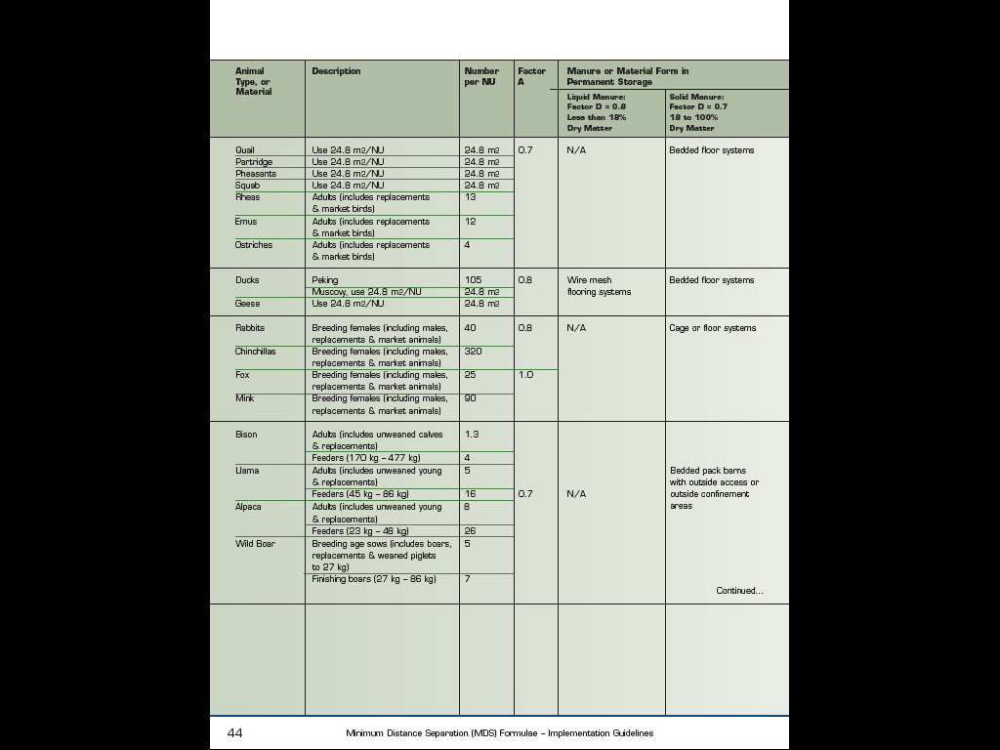 Animal Type, or Material | Description | Number per NU | Factor A | Manure or Material Form in Permanent Storage
Liquid Manure: Factor D = 0.8 Less than 18% Dry Matter | Solid Manure: Factor D = 0.7 18 to 100% Dry Matter
Quail Use 24.8 m2/NU 24.8 m2 0.7 N/A Bedded floor systems
Partridge Use 24.8 m2/NU 24.8 m2
Pheasants Use 24.8 m2/NU 24.8 m2
Squab Use 24.8 m2/NU 24.8 m2
Rheas Adults (includes replacements 13
& market birds)
Emus Adults (includes replacements 12
& market birds)
Ostriches Adults (includes replacements 4
& market birds)
Ducks Peking 105 0.8 Wire mesh Bedded floor systems
Muscovy, use 24.8 m2/NU 24.8 m2 flooring systems
Geese Use 24.8 m2/NU 24.8 m2
Rabbits Breeding females (including males, 40 0.8 N/A Cage or floor systems
replacements & market animals)
Chinchillas Breeding females (including males, 320
replacements & market animals)
Fox Breeding females (including males, 25 1.0
replacements & market animals)
Mink Breeding females (including males, 90
replacements & market animals)
Bison Adults (includes unweaned calves 1.3
& replacements)
Feeders (170 kg – 477 kg) 4
Llama Adults (includes unweaned young 5 Bedded pack barns
& replacements) with outside access or
Feeders (45 kg – 86 kg) 16 0.7 N/A outside confinement
Alpaca Adults (includes unweaned young 8 areas
& replacements)
Feeders (23 kg – 48 kg) 26
Wild Boar Breeding age sows (includes boars, 5
replacements & weaned piglets
to 27 kg)
Finishing boars (27 kg – 86 kg) 7
Continued...
44 Minimum Distance Separation (MDS) Formulae – Implementation Guidelines